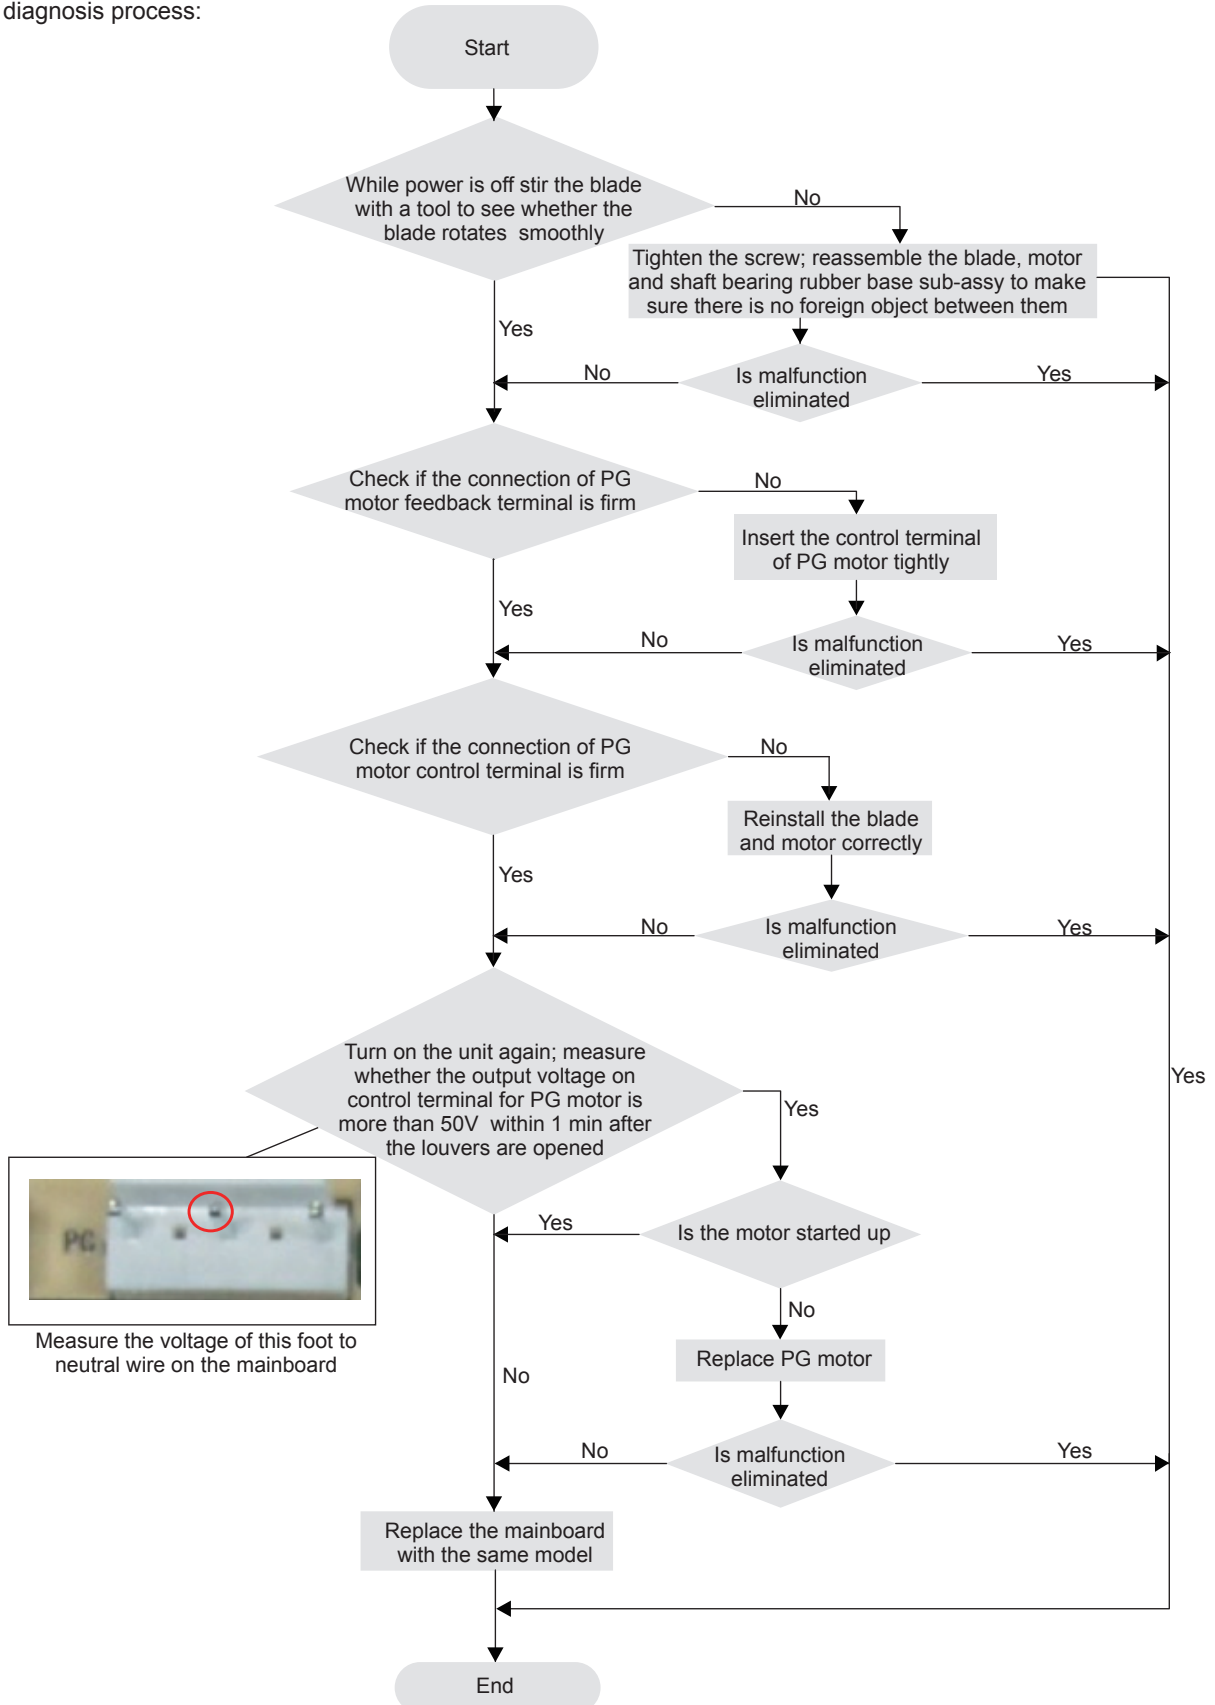 diagnosis process:
Start
While power is off stir the blade
with a tool to see whether the
blade rotates smoothly
No
Tighten the screw; reassemble the blade, motor
and shaft bearing rubber base sub-assy to make
sure there is no foreign object between them
Yes
No
Is malfunction
eliminated
Yes
Check if the connection of PG
motor feedback terminal is firm
No
Insert the control terminal
of PG motor tightly
Yes
No
Is malfunction
eliminated
Yes
Check if the connection of PG
motor control terminal is firm
No
Reinstall the blade
and motor correctly
Yes
No
Is malfunction
eliminated
Yes
Turn on the unit again; measure
whether the output voltage on
control terminal for PG motor is
more than 50V within 1 min after
the louvers are opened
Yes
Yes
PG
Yes
Is the motor started up
Measure the voltage of this foot to
neutral wire on the mainboard
No
Replace PG motor
No
No
Is malfunction
eliminated
Yes
Replace the mainboard
with the same model
End